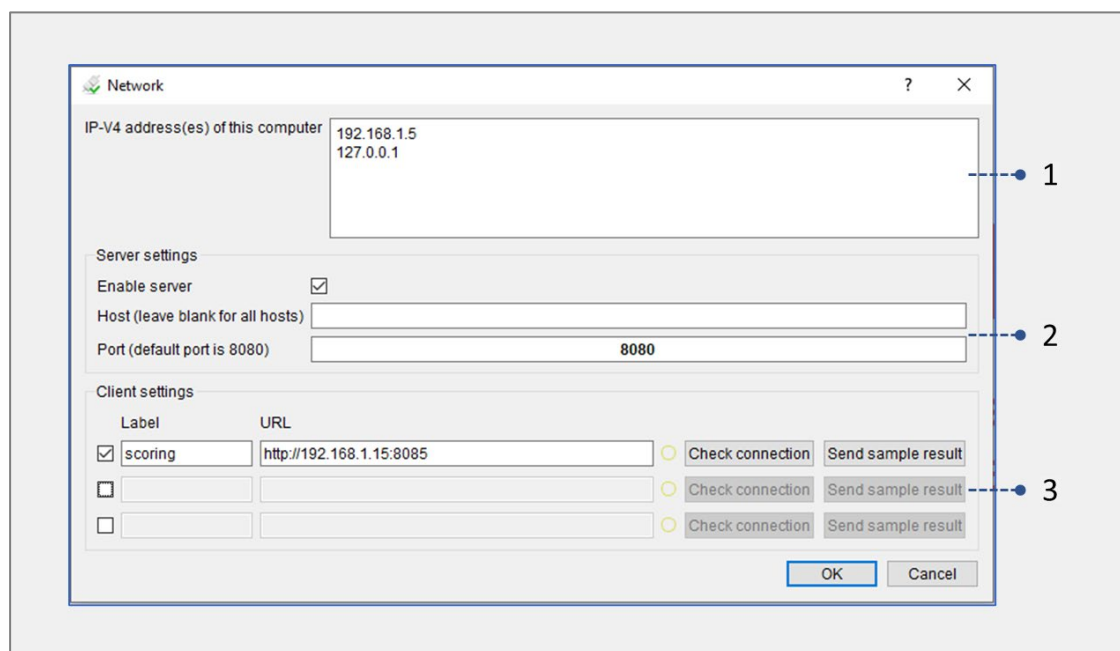 Network ?
IP-V4 address(es) of this computer
192.168.1.5
127.0.0.1
1
Server settings
Enable server
Host (leave blank for all hosts)
Port (default port is 8080) 8080
2
Client settings
Label URL
scoring http://192.168.1.15:8085 Check connection Send sample result
Check connection Send sample result
3
Check connection Send sample result
OK Cancel